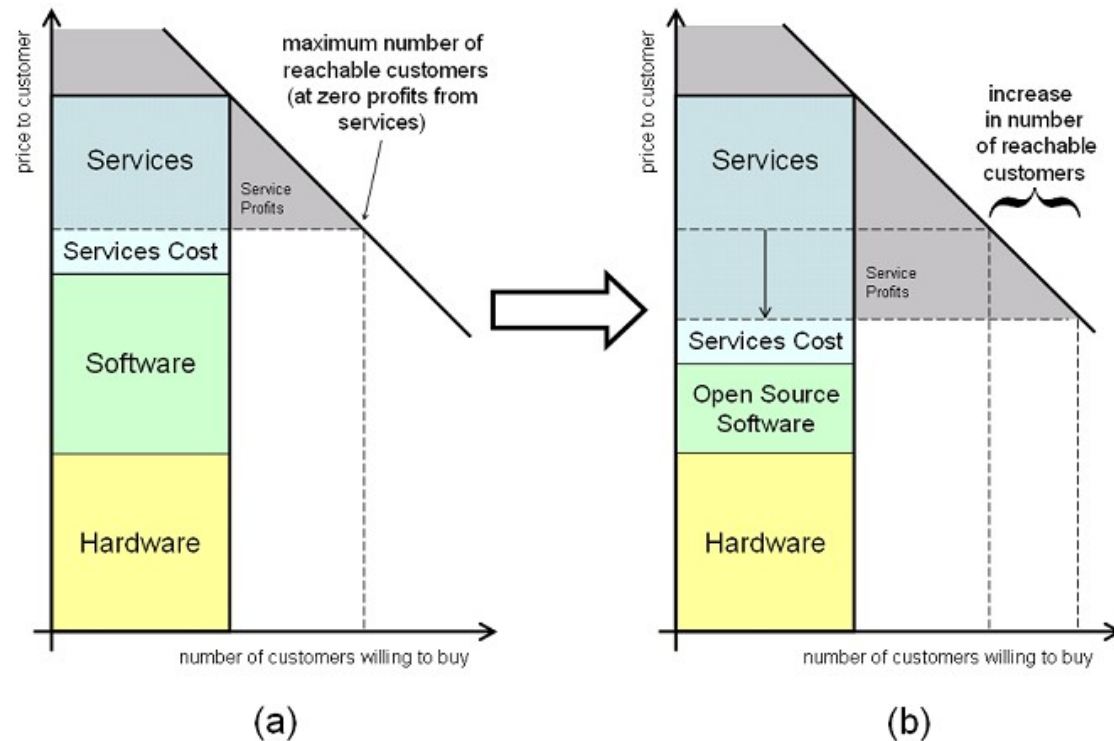 price to customer
maximum number of
reachable customers
(at zero profits from
services)
Services
Service
Profits
Services Cost
Software
Hardware
number of customers willing to buy
(a)
price to customer
increase
in number
of reachable
customers
Services
Service
Profits
Services Cost
Open Source
Software
Hardware
number of customers willing to buy
(b)